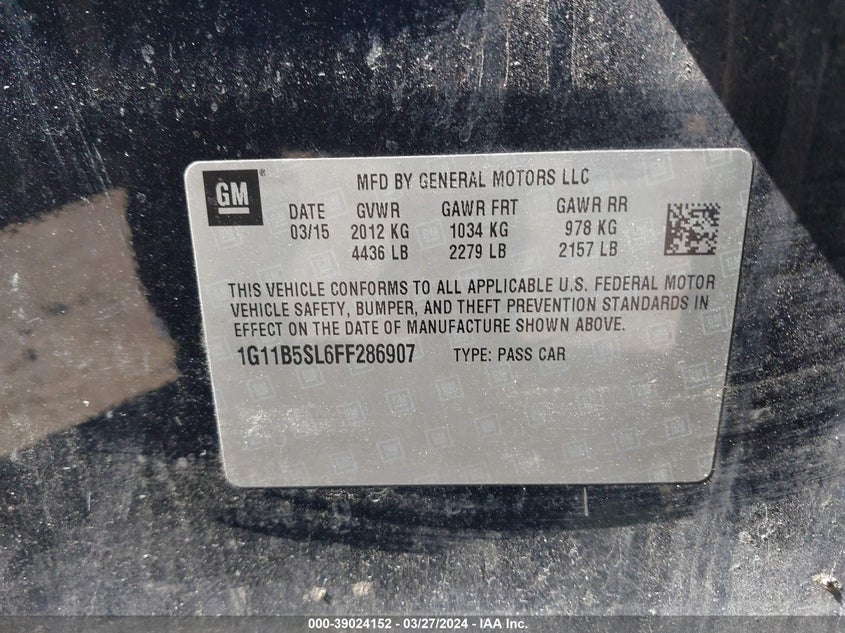 GM ®
MFD BY GENERAL MOTORS LLC
DATE GVWR GAWR FRT GAWR RR
03/15 2012 KG 1034 KG 978 KG
4436 LB 2279 LB 2157 LB
THIS VEHICLE CONFORMS TO ALL APPLICABLE U.S. FEDERAL MOTOR
VEHICLE SAFETY, BUMPER, AND THEFT PREVENTION STANDARDS IN
EFFECT ON THE DATE OF MANUFACTURE SHOWN ABOVE.
1G11B5SL6FF286907 TYPE: PASS CAR
000-39024152 - 03/27/2024 - IAA Inc.